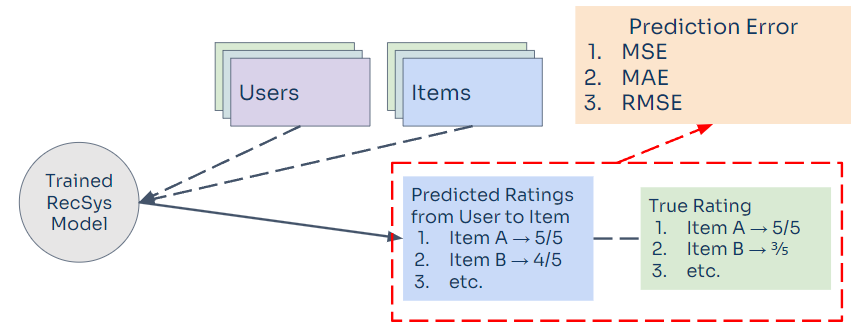 Prediction Error
1. MSE
2. MAE
3. RMSE
Users
Items
Trained
RecSys
Model
Predicted Ratings
from User to Item
1. Item A → 5/5
2. Item B → 4/5
3. etc.
True Rating
1. Item A → 5/5
2. Item B → ⅗
3. etc.